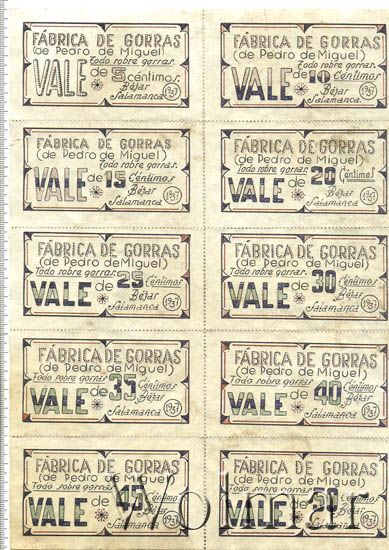 FÁBRICA DE GORRAS
(de Pedro de Miguel)
Todo sobre gorras.
VALE de 5 céntimos.
Béjar
Salamanca 1937
FÁBRICA DE GORRAS
(de Pedro de Miguel)
Todo sobre gorras.
VALE de 10 Céntimos
Béjar
Salamanca. 1937
FÁBRICA DE GORRAS
(de Pedro de Miguel)
Todo sobre gorras.
VALE de 15 Céntimos
Béjar
Salamanca 1937
FÁBRICA DE GORRAS
(de Pedro de Miguel)
Todo sobre gorras.
VALE de 20 Céntimos
Béjar
Salamanca 1937
FÁBRICA DE GORRAS
(de Pedro de Miguel)
Todo sobre gorras.
VALE de 25 Céntimos
Béjar
Salamanca 1937
FÁBRICA DE GORRAS
(de Pedro de Miguel)
Todo sobre gorras.
VALE de 30 Céntimos
Béjar
Salamanca 1937
FÁBRICA DE GORRAS
(de Pedro de Miguel)
Todo sobre gorras
VALE de 35 Céntimos
Béjar
Salamanca 1937
FÁBRICA DE GORRAS
(de Pedro de Miguel)
Todo sobre gorras.
VALE de 40 Céntimos
Béjar
Salamanca 1937
FÁBRICA DE GORRAS
(de Pedro de Miguel)
Todo sobre gorras
VALE de 45 Céntimos
Béjar
Salamanca 1937
FÁBRICA DE GORRAS
(de Pedro de Miguel)
Todo sobre gorras.
VALE de 50 Céntimos
Béjar
Salamanca 1937